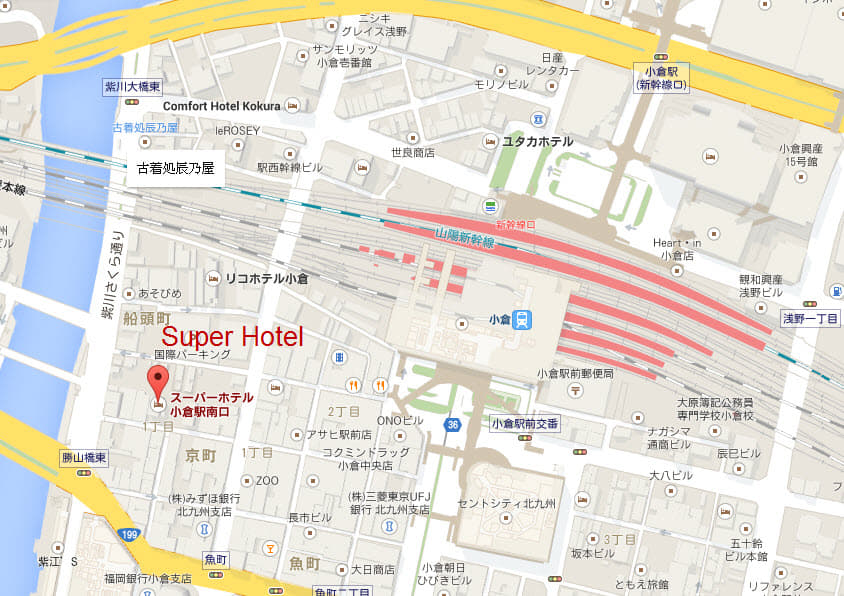 ニシキ
グレイス浅野
サンモリッツ
小倉壱番館
日産
レンタカー
モリノビル
小倉駅
(新幹線口)
紫川大橋東
Comfort Hotel Kokura
古着処辰乃屋
leROSEY
世良商店
ユタカホテル
小倉興産
15号館
古着処辰乃屋
駅西幹線ビル
本線
ビル
新幹線口
山陽新幹線
Heart・in
小倉店
紫川さくら通り
リコホテル小倉
観和興産
浅野ビル
あそびめ
船頭町
小倉
浅野一丁目
Super Hotel
国際パーキング
小倉駅前郵便局
スーパーホテル
小倉駅南口
2丁目
1丁目
ONOビル
36
小倉駅前交番
大原簿記公務員
専門学校小倉校
アサヒ駅前店
ナガシマ
通商ビル
京町
1丁目
コクミンドラッグ
小倉中央店
勝山橋東
辰巳ビル
ZOO
大八ビル
(株)みずほ銀行
北九州支店
(株)三菱東京UFJ
銀行 北九州支店
セントシティ北九州
長市ビル
199
3丁目
坂本ビル
五十鈴
ビル本館
紫江'S
魚町
魚町
大日商店
小倉朝日
ひびきビル
福岡銀行小倉支店
ともえ旅館
リファレンス
魚町二丁目